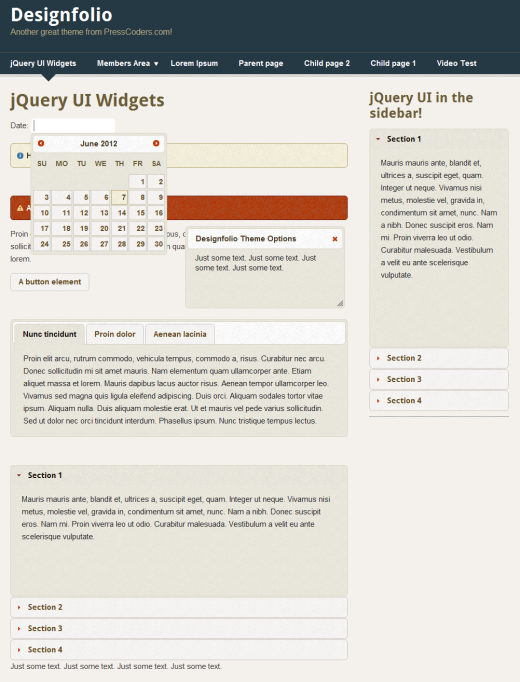 Designfolio
Another great theme from PressCoders.com!
jQuery UI Widgets Members Area Lorem Ipsum Parent page Child page 2 Child page 1 Video Test
jQuery UI Widgets
Date:
June 2012
SU MO TU WE TH FR SA
1 2
3 4 5 6 7 8 9
10 11 12 13 14 15 16
17 18 19 20 21 22 23
24 25 26 27 28 29 30
H
A
Proin
sollicit
lorem.
Designfolio Theme Options
Just some text. Just some text. Just
some text. Just some text.
A button element
Nunc tincidunt Proin dolor Aenean lacinia
Proin elit arcu, rutrum commodo, vehicula tempus, commodo a, risus. Curabitur nec arcu.
Donec sollicitudin mi sit amet mauris. Nam elementum quam ullamcorper ante. Etiam
aliquet massa et lorem. Mauris dapibus lacus auctor risus. Aenean tempor ullamcorper leo.
Vivamus sed magna quis ligula eleifend adipiscing. Duis orci. Aliquam sodales tortor vitae
ipsum. Aliquam nulla. Duis aliquam molestie erat. Ut et mauris vel pede varius sollicitudin.
Sed ut dolor nec orci tincidunt interdum. Phasellus ipsum. Nunc tristique tempus lectus.
Section 1
Mauris mauris ante, blandit et, ultrices a, suscipit eget, quam. Integer ut neque. Vivamus nisi
metus, molestie vel, gravida in, condimentum sit amet, nunc. Nam a nibh. Donec suscipit
eros. Nam mi. Proin viverra leo ut odio. Curabitur malesuada. Vestibulum a velit eu ante
scelerisque vulputate.
Section 2
Section 3
Section 4
Just some text. Just some text. Just some text. Just some text.
jQuery UI in the
sidebar!
Section 1
Mauris mauris ante, blandit et,
ultrices a, suscipit eget, quam.
Integer ut neque. Vivamus nisi
metus, molestie vel, gravida in,
condimentum sit amet, nunc. Nam
a nibh. Donec suscipit eros. Nam
mi. Proin viverra leo ut odio.
Curabitur malesuada. Vestibulum
a velit eu ante scelerisque
vulputate.
Section 2
Section 3
Section 4